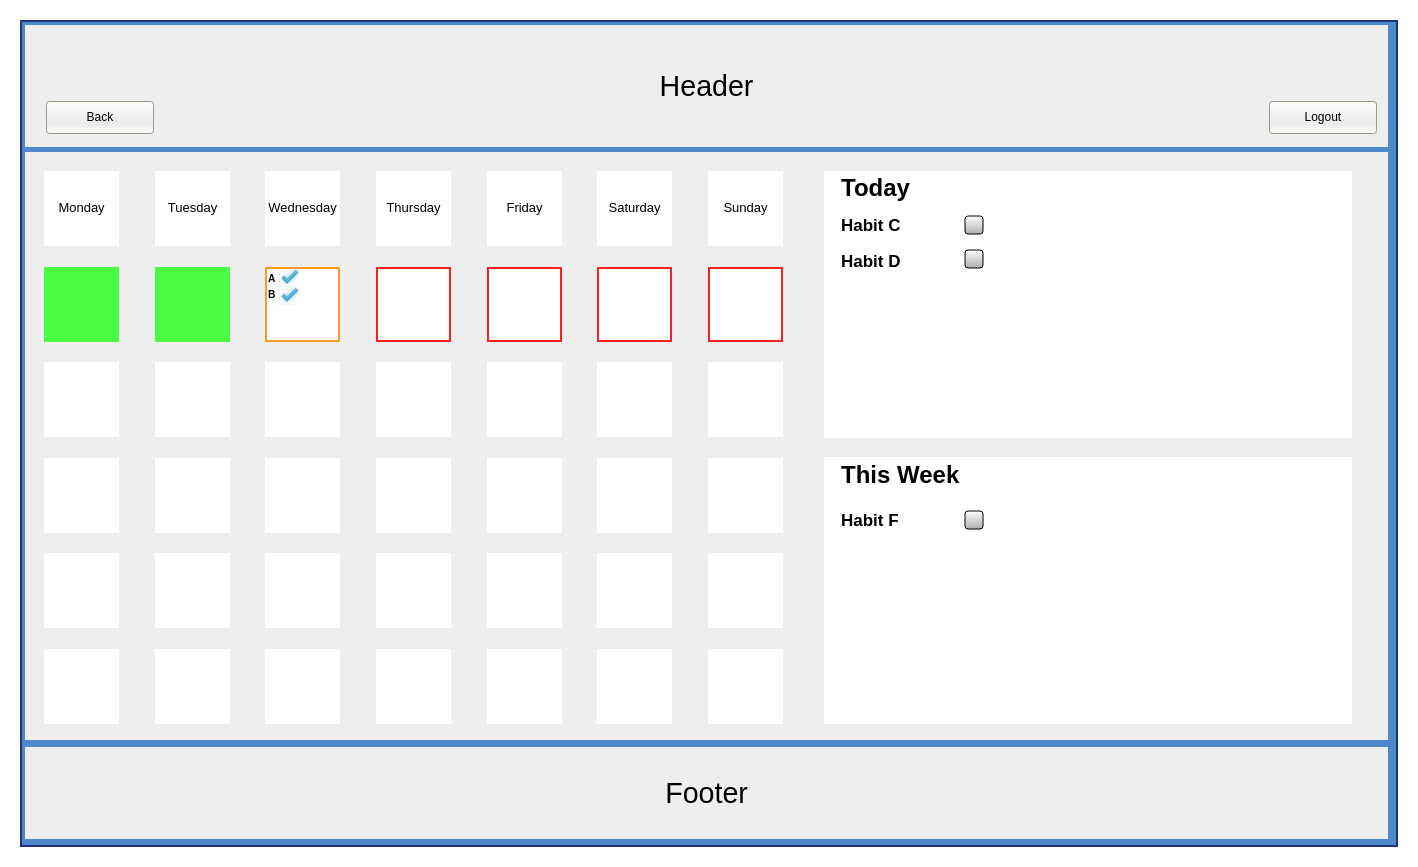 Header
Back
Logout
Monday Tuesday Wednesday Thursday Friday Saturday Sunday
A
B
Today
Habit C
Habit D
This Week
Habit F
Footer